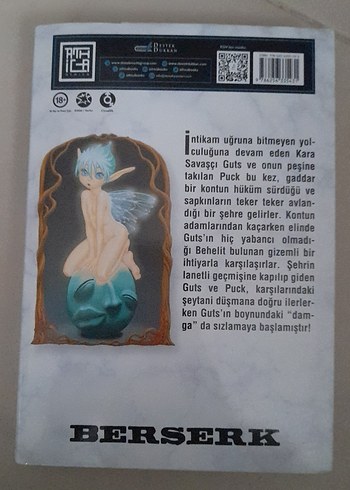 DESTEK
DUKKAN
18+
İntikam uğruna bitmeyen yol-
culuğuna devam eden Kara
Savaşçı Guts ve onun peşine
takılan Puck bu kez, gaddar
bir kontun hüküm sürdüğü ve
sapkınların teker teker avlan-
dığı bir şehre gelirler. Kontun
adamlarından kaçarken elinde
Guts'ın hiç yabancı olmadı-
ğı Behelit bulunan gizemli bir
ihtiyarla karşılaşırlar. Şehrin
lanetli geçmişine kapılıp giden
Guts ve Puck, karşılarındaki
şeytani düşmana doğru ilerler-
ken Guts'ın boynundaki "dam-
ga" da sızlamaya başlamıştır!
BERSERK